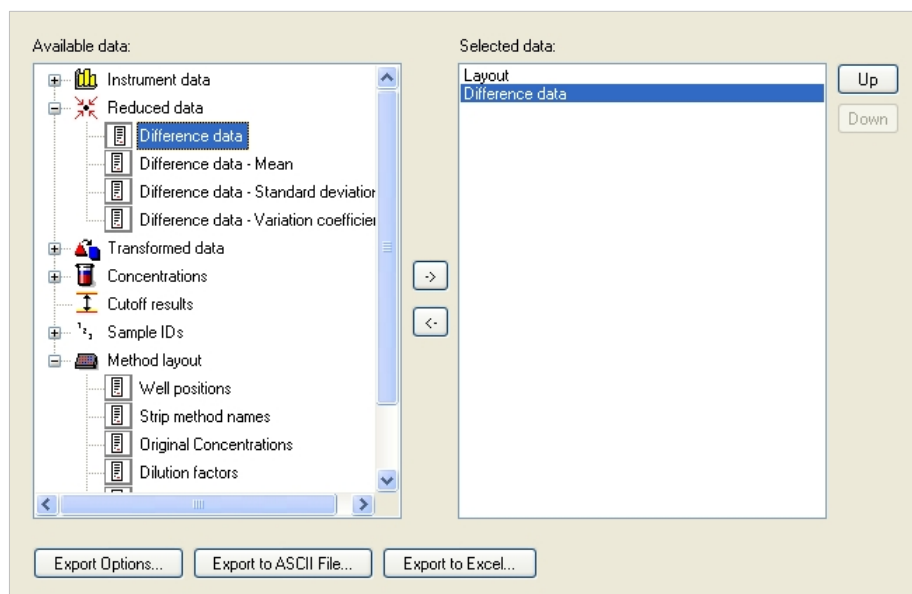 Available data:
Instrument data
Reduced data
Difference data
Difference data - Mean
Difference data - Standard deviation
Difference data - Variation coefficie
Transformed data
Concentrations
Cutoff results
Sample IDs
Method layout
Well positions
Strip method names
Original Concentrations
Dilution factors
->
<-
Selected data:
Layout
Difference data
Up
Down
Export Options...
Export to ASCII File...
Export to Excel...